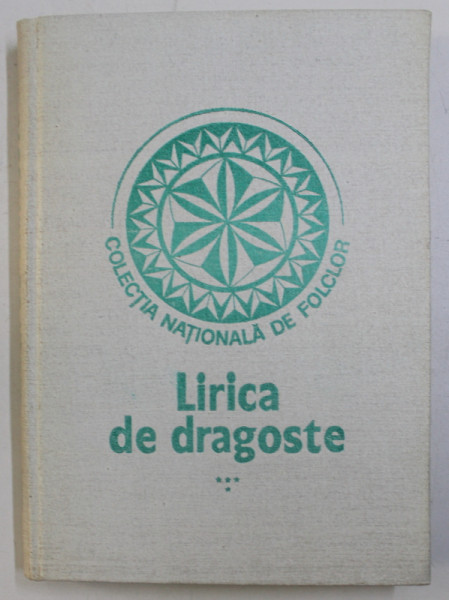 COLECȚIA NAȚIONALĂ DE FOLCLOR
Lirica
de dragoste
***
*